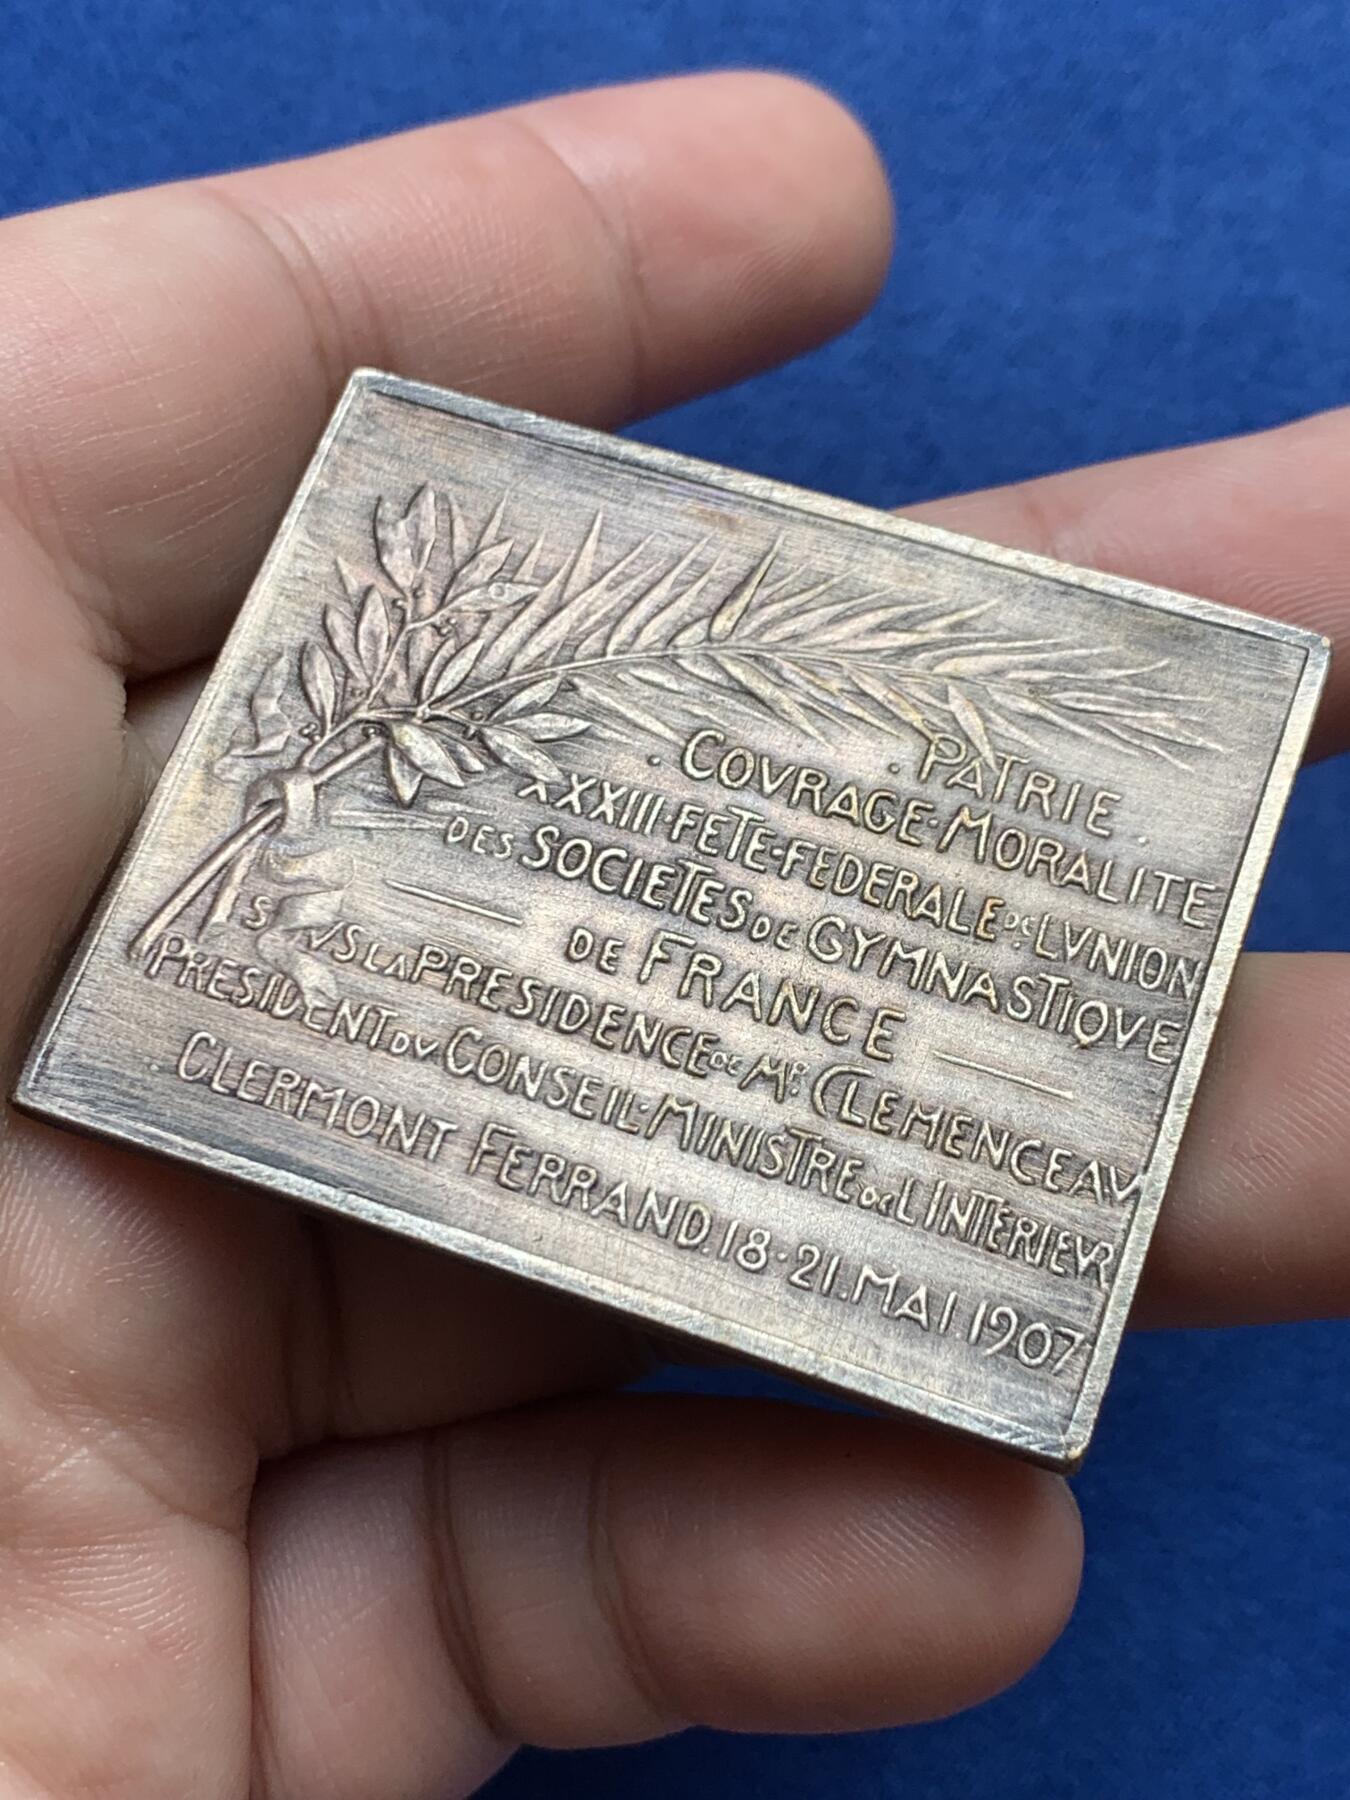 . PATRIE .
. COVRAGE·MORALITE
XXXIII·FETE·FEDERALE DE LVNION
DES SOCIETES DE GYMNASTIQVE
DE FRANCE
SOVS LA PRESIDENCE DE MR. CLEMENCEAV
PRESIDENT DV CONSEIL·MINISTRE DE L'INTERIEVR
. CLERMONT FERRAND.18·21.MAI.1907